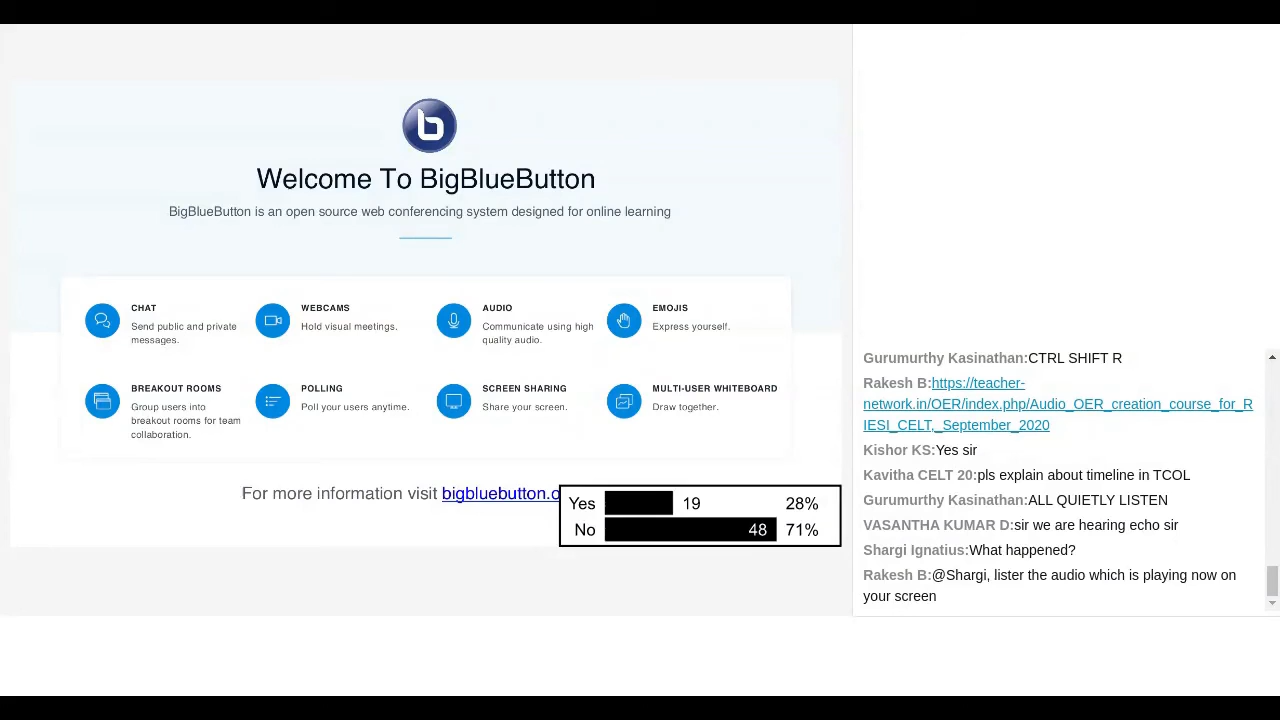 Welcome To BigBlueButton
BigBlueButton is an open source web conferencing system designed for online learning
CHAT
Send public and private
messages.
WEBCAMS
Hold visual meetings.
AUDIO
Communicate using high
quality audio.
EMOJIS
Express yourself.
BREAKOUT ROOMS
Group users into
breakout rooms for team
collaboration.
POLLING
Poll your users anytime.
SCREEN SHARING
Share your screen.
MULTI-USER WHITEBOARD
Draw together.
For more information visit bigbluebutton.o
Yes 19 28%
No 48 71%
Gurumurthy Kasinathan:CTRL SHIFT R
Rakesh B:https://teacher-
network.in/OER/index.php/Audio_OER_creation_course_for_R
IESI_CELT,_September_2020
Kishor KS:Yes sir
Kavitha CELT 20:pls explain about timeline in TCOL
Gurumurthy Kasinathan:ALL QUIETLY LISTEN
VASANTHA KUMAR D:sir we are hearing echo sir
Shargi Ignatius:What happened?
Rakesh B:@Shargi, lister the audio which is playing now on
your screen